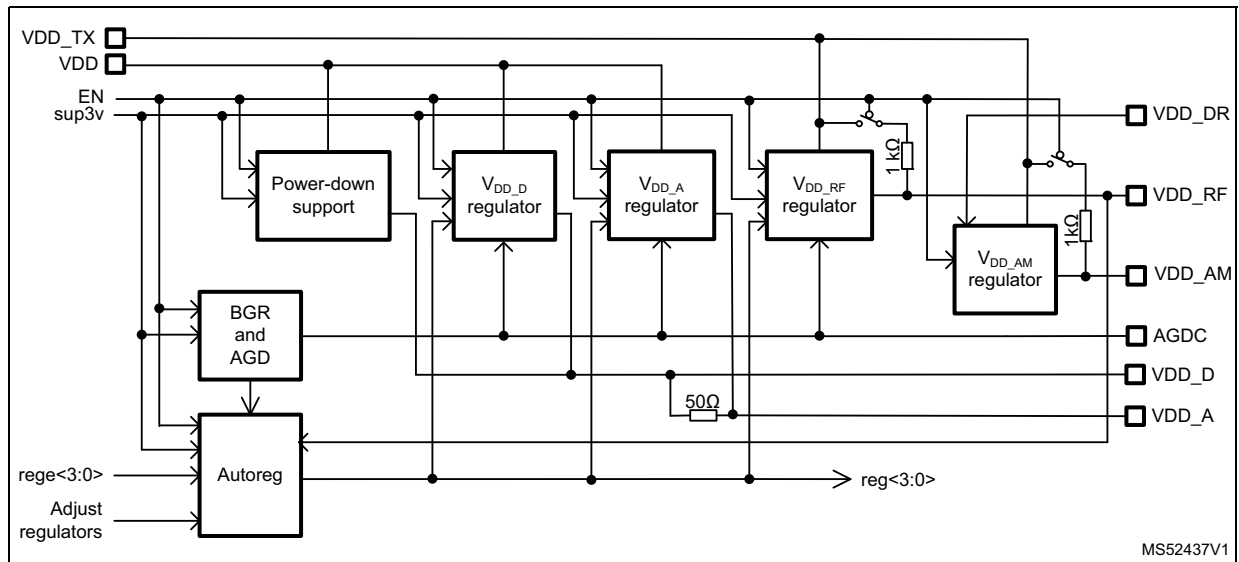 VDD_TX
VDD
EN
sup3v
VDD_DR
1 kΩ
Power-down
support
VDD_D
regulator
VDD_A
regulator
VDD_RF
regulator
VDD_RF
1kΩ
VDD_AM
regulator
VDD_AM
BGR
and
AGD
AGDC
VDD_D
50Ω
VDD_A
rege<3:0>
Autoreg
reg<3:0>
Adjust
regulators
MS52437V1